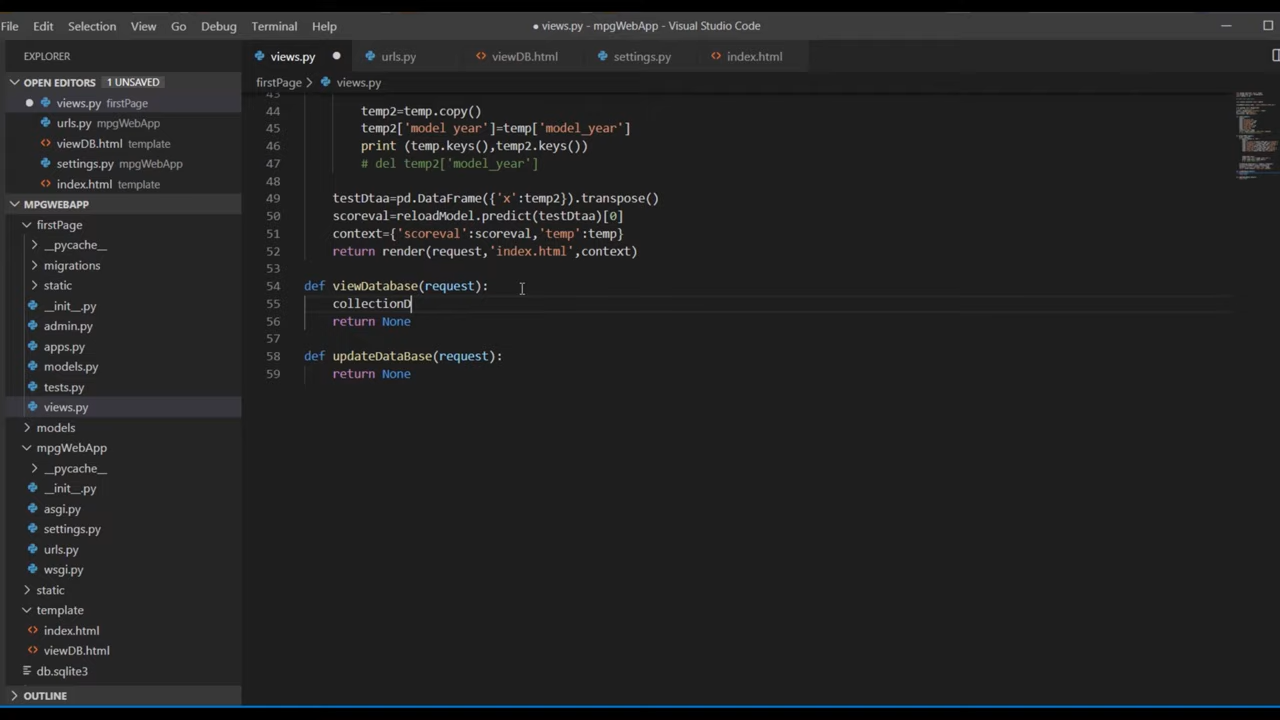 File Edit Selection View Go Debug Terminal Help
● views.py - mpgWebApp - Visual Studio Code
EXPLORER
views.py urls.py viewDB.html settings.py index.html
OPEN EDITORS 1 UNSAVED
firstPage > views.py
views.py firstPage
urls.py mpgWebApp
viewDB.html template
settings.py mpgWebApp
index.html template
MPGWEBAPP
firstPage
__pycache__
migrations
static
__init__.py
admin.py
apps.py
models.py
tests.py
views.py
models
mpgWebApp
__pycache__
__init__.py
asgi.py
settings.py
urls.py
wsgi.py
static
template
index.html
viewDB.html
db.sqlite3
OUTLINE
43
44 temp2=temp.copy()
45 temp2['model year']=temp['model_year']
46 print (temp.keys(),temp2.keys())
47 # del temp2['model_year']
48
49 testDtaa=pd.DataFrame({'x':temp2}).transpose()
50 scoreval=reloadModel.predict(testDtaa)[0]
51 context={'scoreval':scoreval,'temp':temp}
52 return render(request,'index.html',context)
53
54 def viewDatabase(request):
55 collectionD
56 return None
57
58 def updateDataBase(request):
59 return None